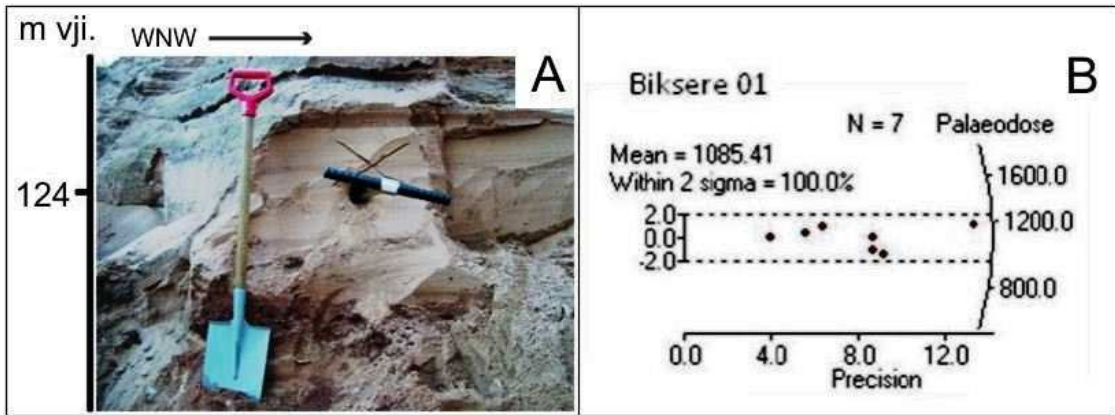 m vji.
WNW
A
124
B
Biksere 01
N = 7 Palaeodose
Mean = 1085.41
Within 2 sigma = 100.0%
1600.0
1200.0
800.0
2.0
0.0
-2.0
0.0 4.0 8.0 12.0
Precision